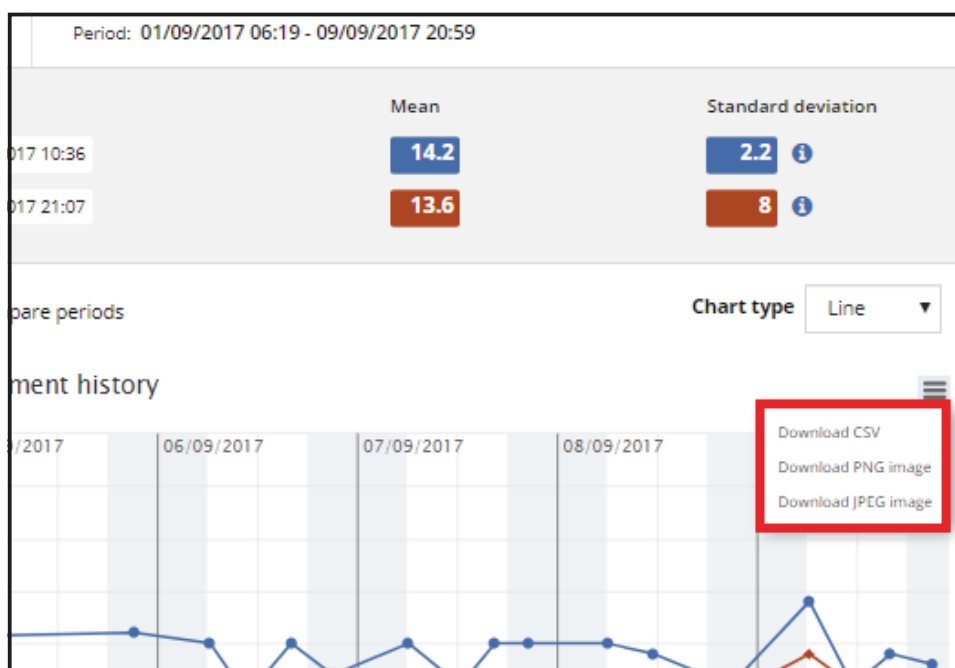 Period: 01/09/2017 06:19 - 09/09/2017 20:59
Mean Standard deviation
017 10:36 14.2 2.2
017 21:07 13.6 8
pare periods Chart type Line
ment history
Download CSV
/2017 06/09/2017 07/09/2017 08/09/2017
Download PNG image
Download JPEG image